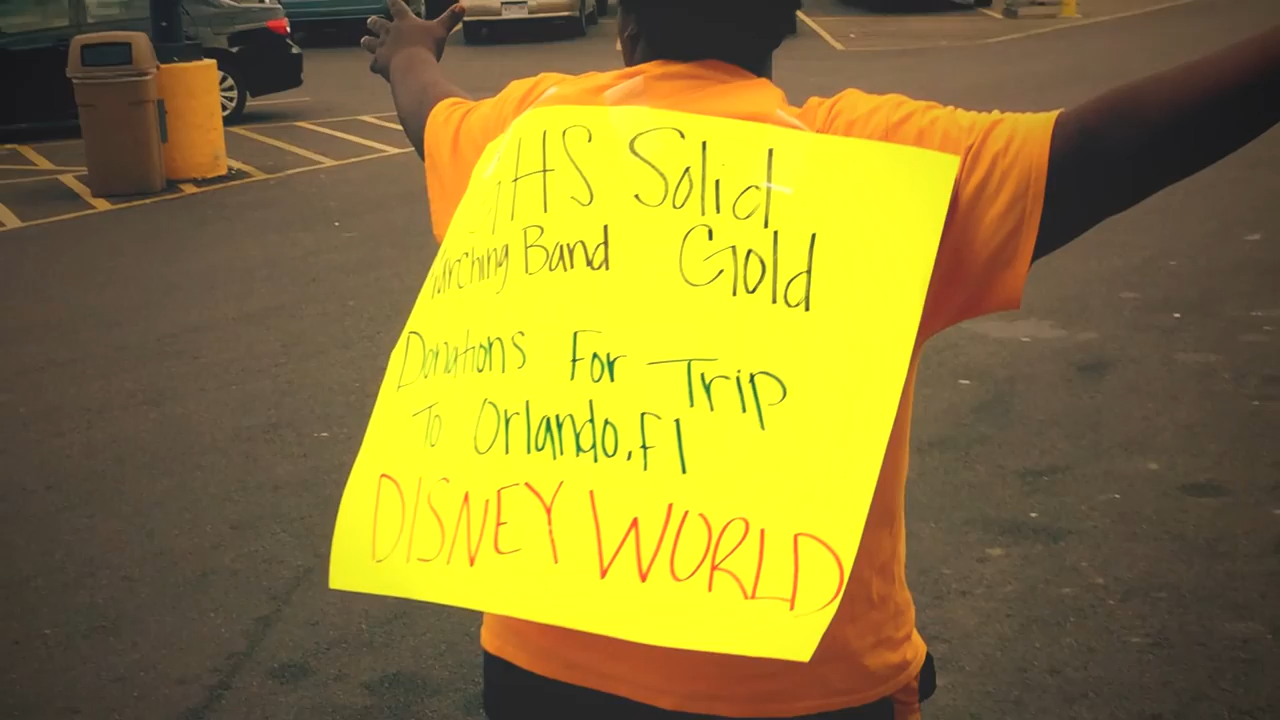 HS Solid
Marching Band Gold
Donations For Trip
To Orlando, Fl
DISNEY WORLD